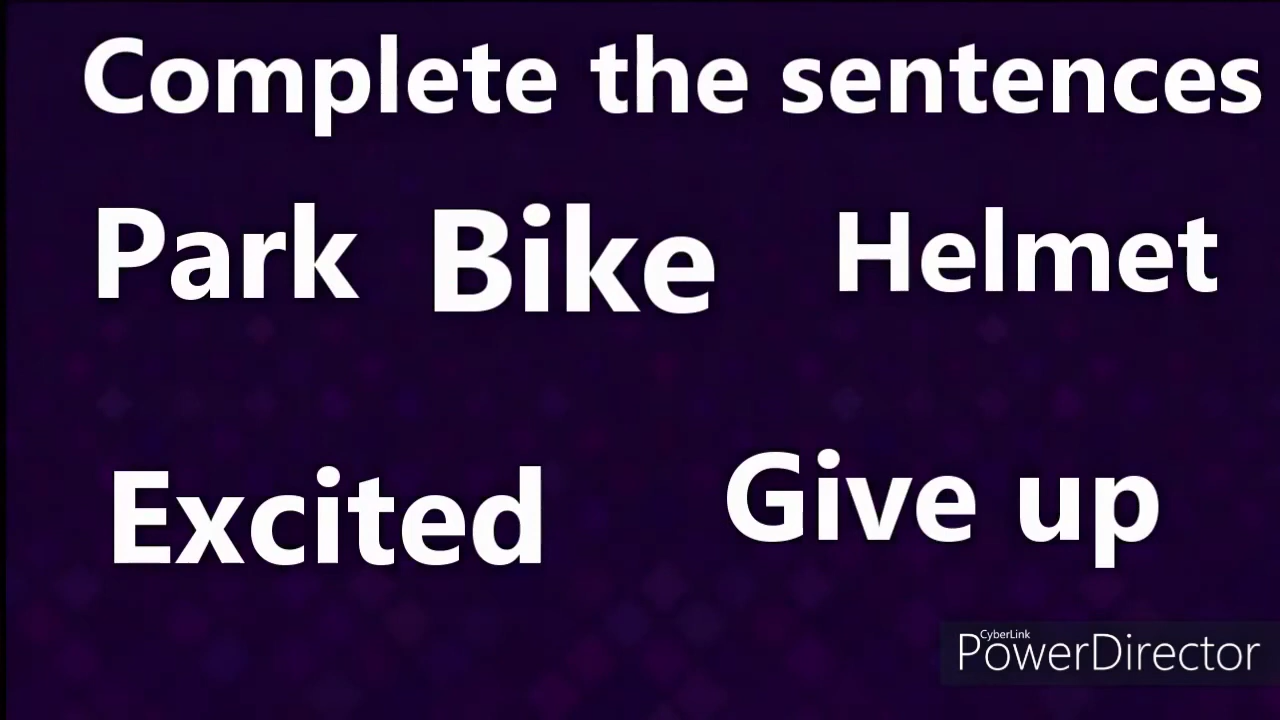 Complete the sentences
Park Bike Helmet
Excited Give up
CyberLink
PowerDirector